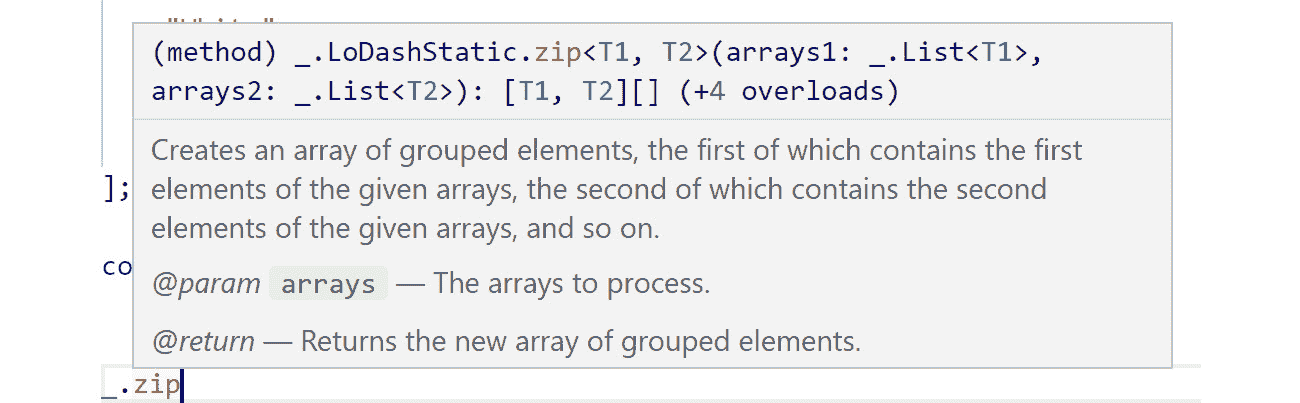 (method) _.LoDashStatic.zip<T1, T2>(arrays1: _.List<T1>,
arrays2: _.List<T2>): [T1, T2][] (+4 overloads)
Creates an array of grouped elements, the first of which contains the first
elements of the given arrays, the second of which contains the second
];
elements of the given arrays, and so on.
co
@param arrays — The arrays to process.
@return — Returns the new array of grouped elements.
_.zip